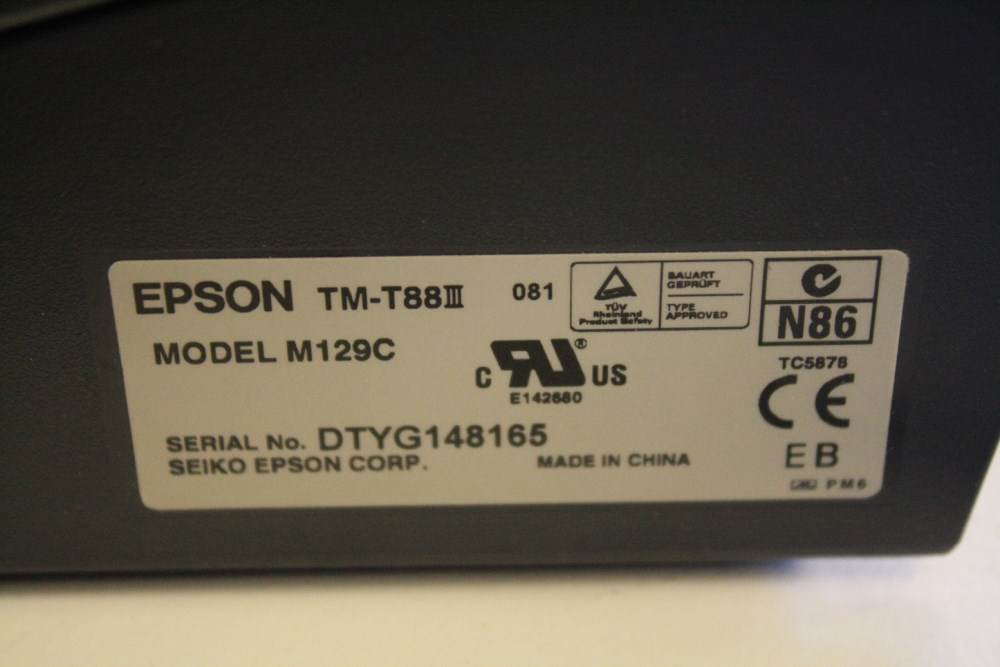 EPSON TM-T88III 081
TÜV
Rheinland
Product Safety
BAUART
GEPRÜFT
TYPE
APPROVED
N86
MODEL M129C
C RU® US
E142680
TC5878
CE
SERIAL No. DTYG148165
SEIKO EPSON CORP. MADE IN CHINA
EB
PM6